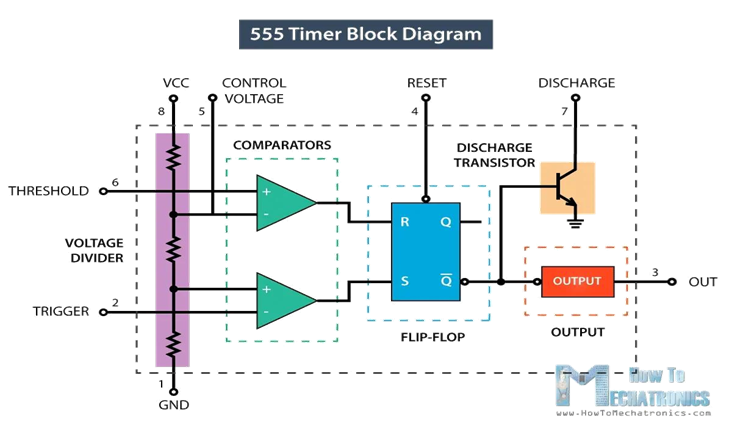 555 Timer Block Diagram
VCC
CONTROL
VOLTAGE
RESET
DISCHARGE
8
5
4
7
COMPARATORS
DISCHARGE
TRANSISTOR
THRESHOLD
6
+
-
R
Q
VOLTAGE
DIVIDER
S
Q̅
OUTPUT
3
OUT
TRIGGER
2
+
-
FLIP-FLOP
OUTPUT
1
GND
How To
MECHATRONICS
www.HowToMechatronics.com